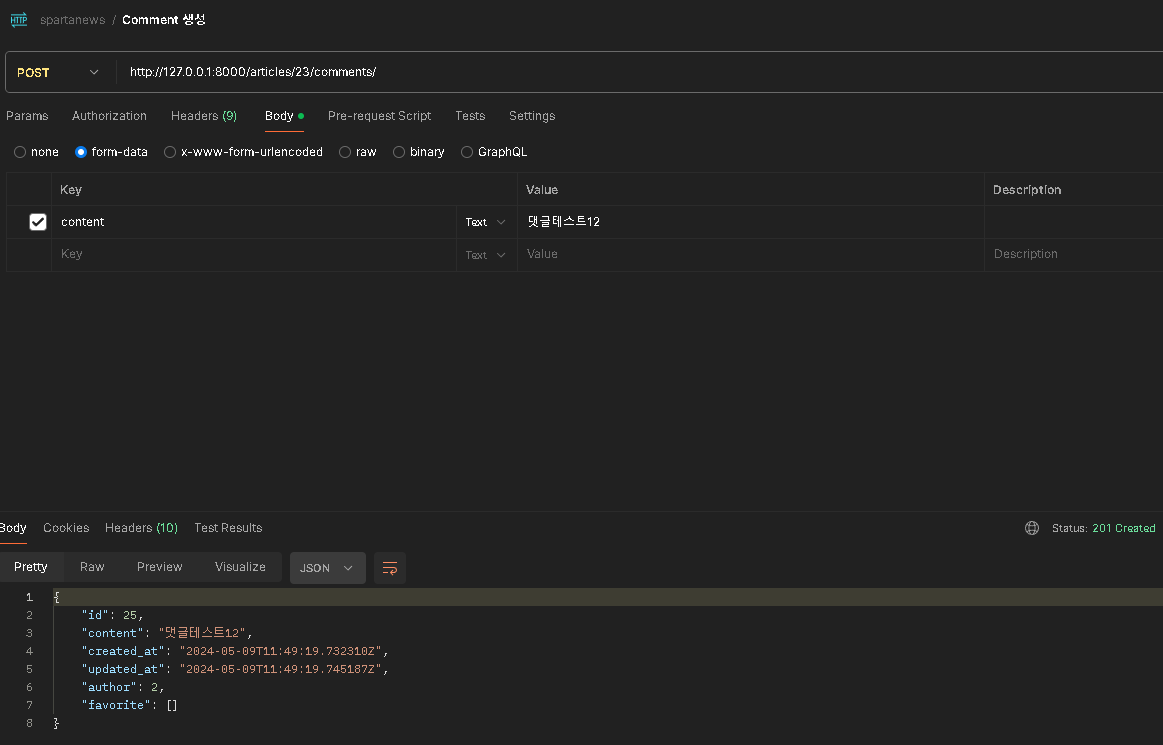 HTTP spartanews / Comment 생성
POST http://127.0.0.1:8000/articles/23/comments/
Params Authorization Headers (9) Body Pre-request Script Tests Settings
none form-data x-www-form-urlencoded raw binary GraphQL
Key Value Description
content Text 댓글테스트12
Key Text Value Description
Body Cookies Headers (10) Test Results Status: 201 Created
Pretty Raw Preview Visualize JSON
1 {
2 "id": 25,
3 "content": "댓글테스트12",
4 "created_at": "2024-05-09T11:49:19.732310Z",
5 "updated_at": "2024-05-09T11:49:19.745187Z",
6 "author": 2,
7 "favorite": []
8 }